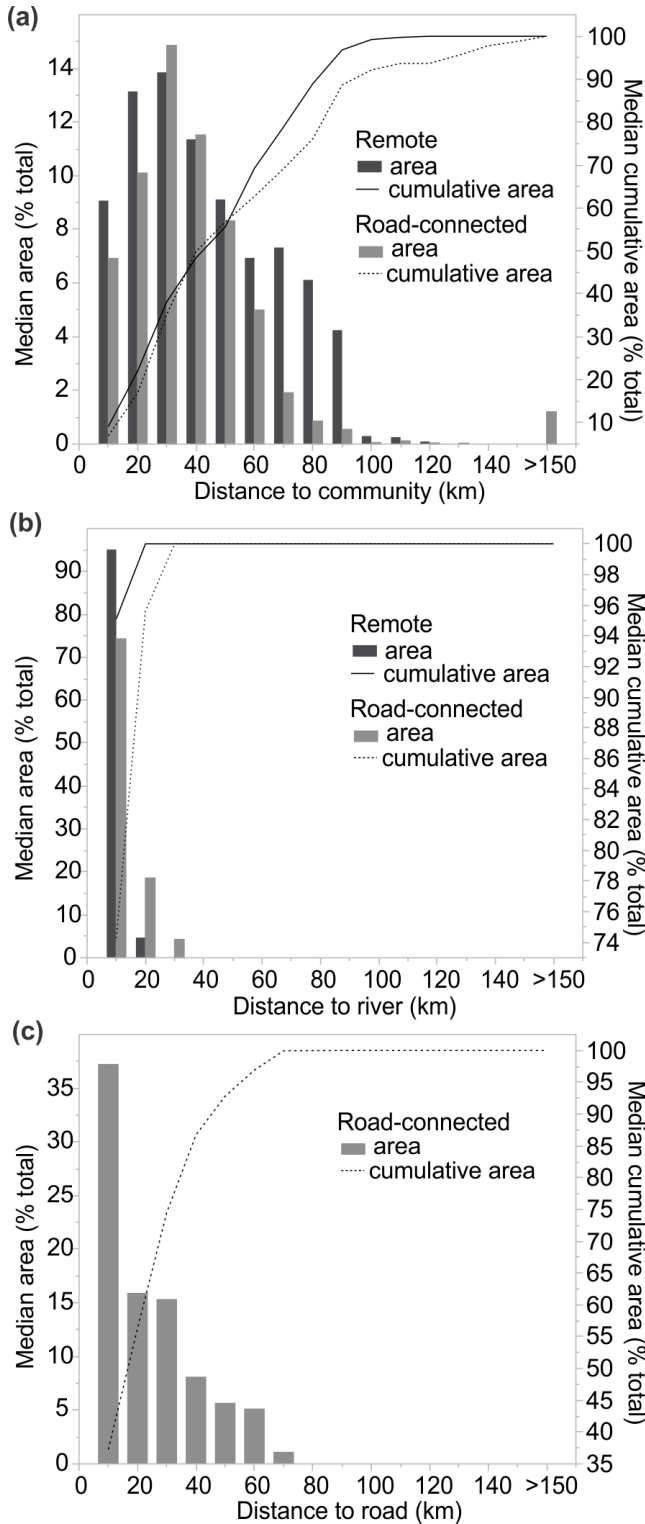 (a)
14
12
10
8
6
4
2
0
Median area (% total)
100
90
80
70
60
50
40
30
20
10
Median cumulative area (% total)
Remote
area
cumulative area
Road-connected
area
cumulative area
0 20 40 60 80 100 120 140 >150
Distance to community (km)
(b)
90
80
70
60
50
40
30
20
10
0
Median area (% total)
100
98
96
94
92
90
88
86
84
82
80
78
76
74
Median cumulative area (% total)
Remote
area
cumulative area
Road-connected
area
cumulative area
0 20 40 60 80 100 120 140 >150
Distance to river (km)
(c)
35
30
25
20
15
10
5
0
Median area (% total)
100
95
90
85
80
75
70
65
60
55
50
45
40
35
Median cumulative area (% total)
Road-connected
area
cumulative area
0 20 40 60 80 100 120 140 >150
Distance to road (km)